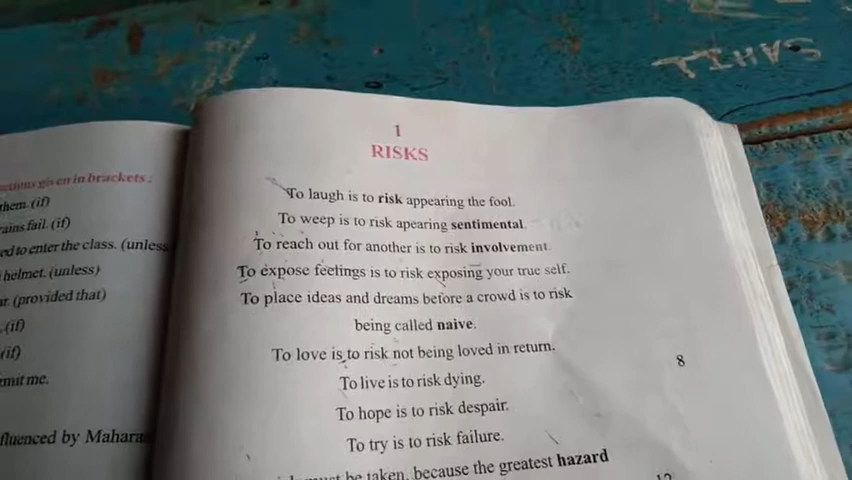 ctions given in brackets :
them. (if)
ains fail. (if)
ed to enter the class. (unless
helmet. (unless)
(provided that)
(if)
(if)
rmit me.
fluenced by Mahara
1
RISKS
To laugh is to risk appearing the fool.
To weep is to risk apearing sentimental.
To reach out for another is to risk involvement.
To expose feelings is to risk exposing your true self.
To place ideas and dreams before a crowd is to risk
being called naive.
To love is to risk not being loved in return.
8
To live is to risk dying.
To hope is to risk despair.
To try is to risk failure.
must be taken, because the greatest hazard
12